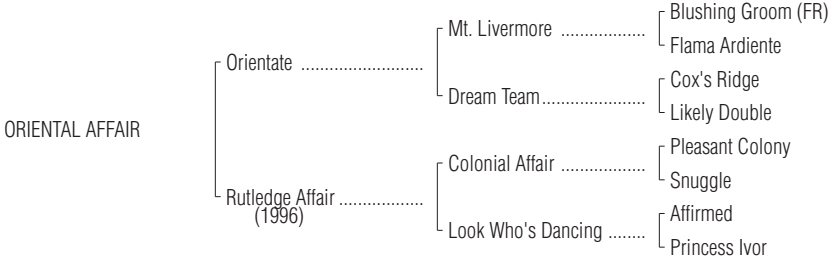 Blushing Groom (FR)
Mt. Livermore ....................
Flama Ardiente
Orientate ..........................
Cox's Ridge
Dream Team ......................
Likely Double
ORIENTAL AFFAIR
Pleasant Colony
Colonial Affair ..................
Snuggle
Rutledge Affair ..................
(1996)
Affirmed
Look Who's Dancing ........
Princess Ivor